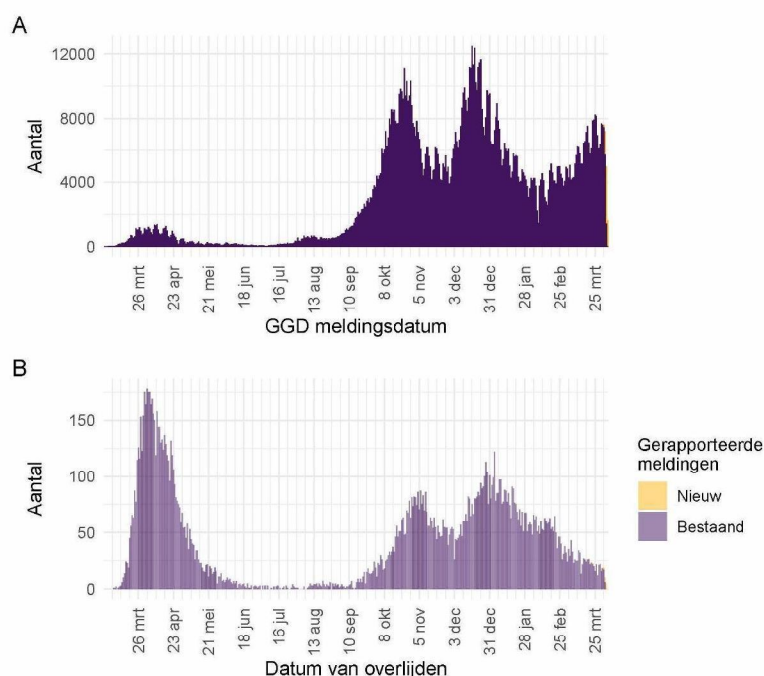 A
Aantal
12000
8000
4000
0
26 mrt
23 apr
21 mei
18 jun
16 jul
13 aug
10 sep
8 okt
5 nov
3 dec
31 dec
28 jan
25 feb
25 mrt
GGD meldingsdatum
B
Aantal
150
100
50
0
26 mrt
23 apr
21 mei
18 jun
16 jul
13 aug
10 sep
8 okt
5 nov
3 dec
31 dec
28 jan
25 feb
25 mrt
Datum van overlijden
Gerapporteerde
meldingen
Nieuw
Bestaand